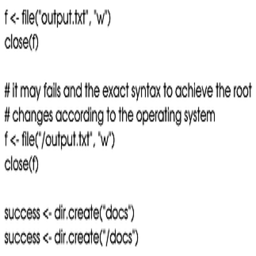 f <- file("output.txt", "w")
close(f)
# it may fails and the exact syntax to achieve the root
# changes according to the operating system
f <- file("/output.txt", "w")
close(f)
success <- dir.create("docs")
success <- dir.create("/docs")